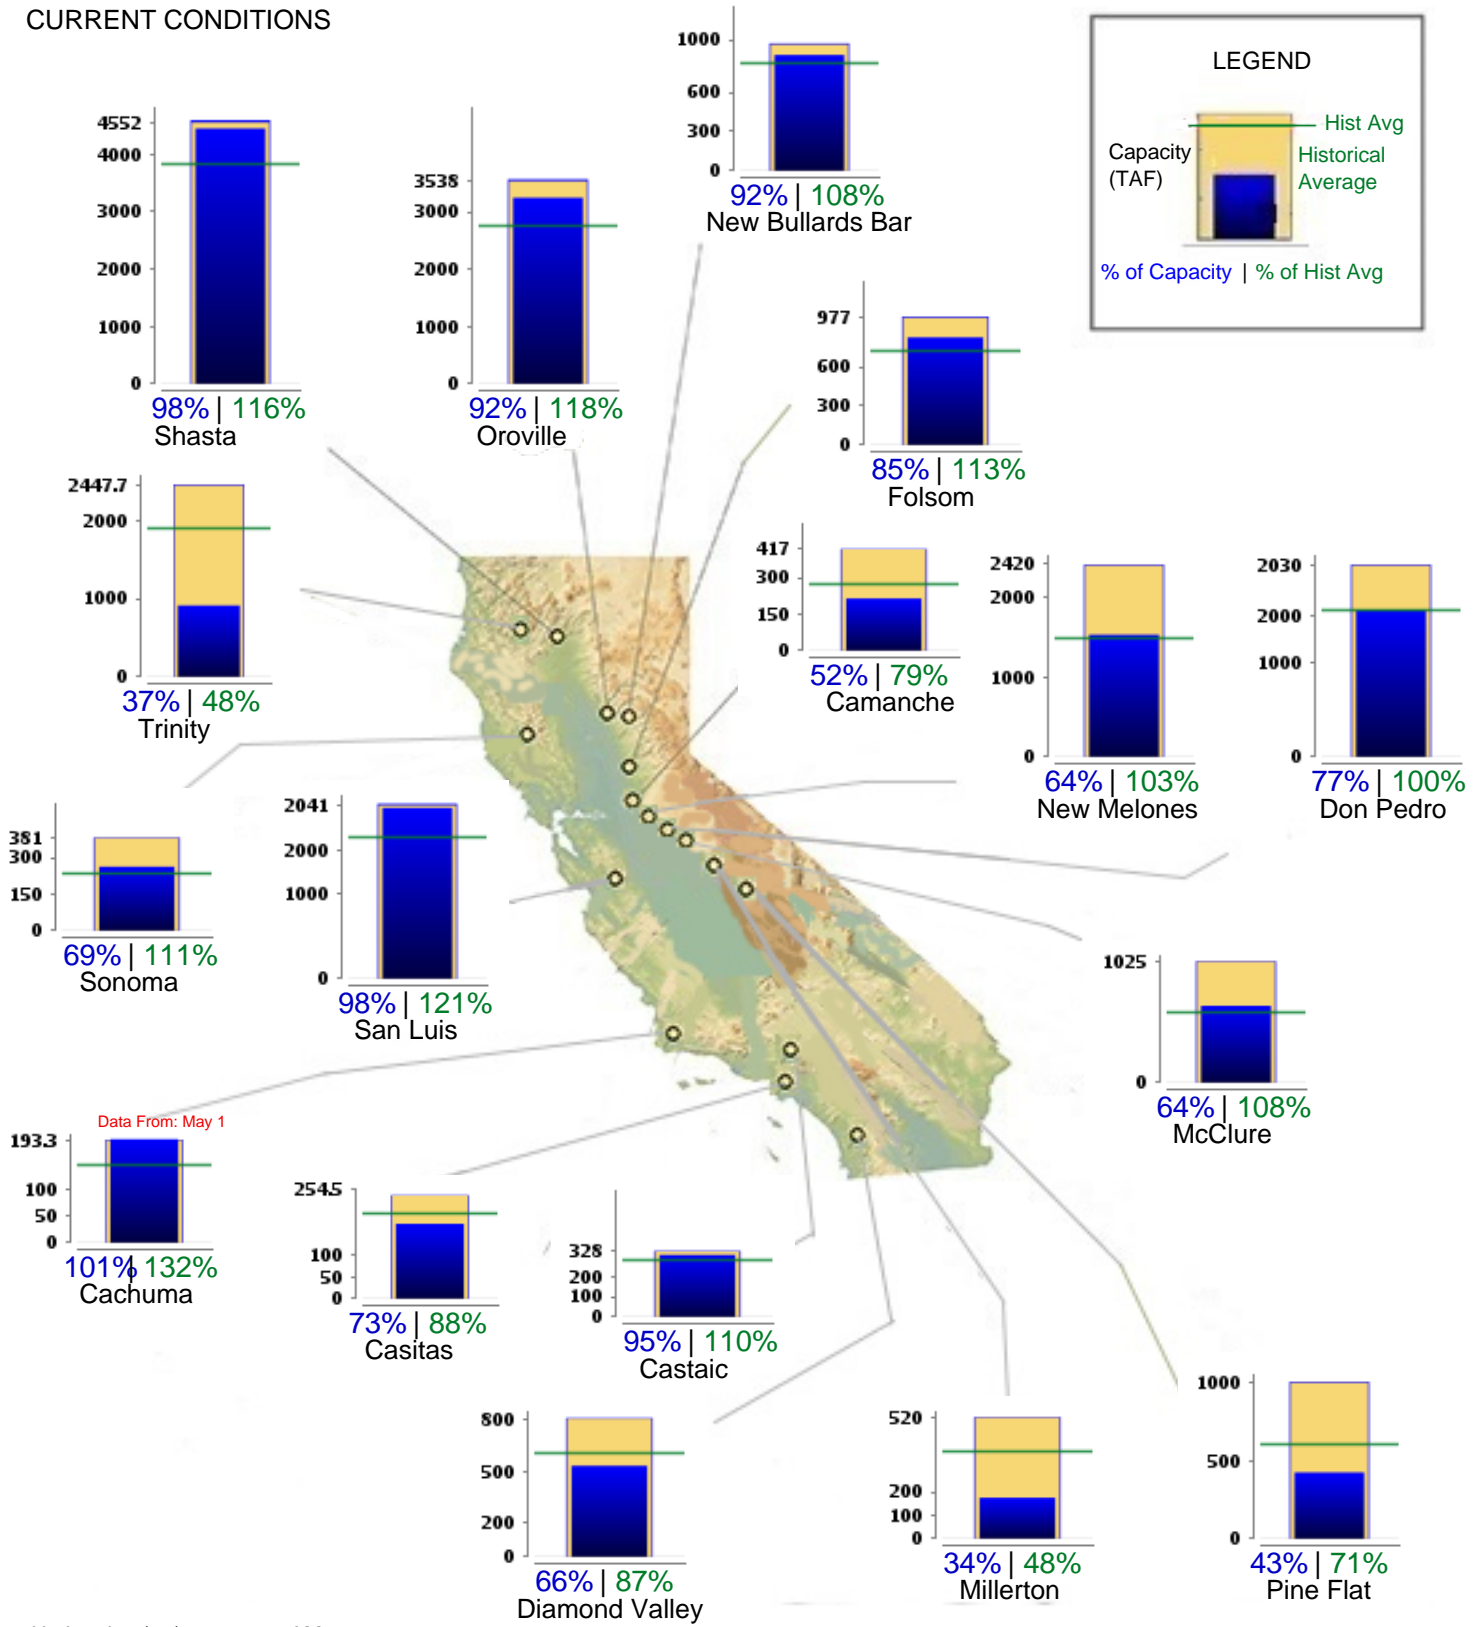 CURRENT CONDITIONS
LEGEND
Hist Avg
Capacity
(TAF)
Historical
Average
% of Capacity | % of Hist Avg
4552
4000
3000
2000
1000
0
98% | 116%
Shasta
3538
3000
2000
1000
0
92% | 118%
Oroville
1000
600
300
0
92% | 108%
New Bullards Bar
977
600
300
0
85% | 113%
Folsom
2447.7
2000
1000
0
37% | 48%
Trinity
417
300
150
0
52% | 79%
Camanche
2420
2000
1000
0
64% | 103%
New Melones
2030
2000
1000
0
77% | 100%
Don Pedro
381
300
150
0
69% | 111%
Sonoma
2041
2000
1000
0
98% | 121%
San Luis
1025
0
64% | 108%
McClure
Data From: May 1
193.3
100
50
0
101% | 132%
Cachuma
254.5
100
50
0
73% | 88%
Casitas
328
200
100
0
95% | 110%
Castaic
800
500
200
0
66% | 87%
Diamond Valley
520
200
100
0
34% | 48%
Millerton
1000
500
0
43% | 71%
Pine Flat